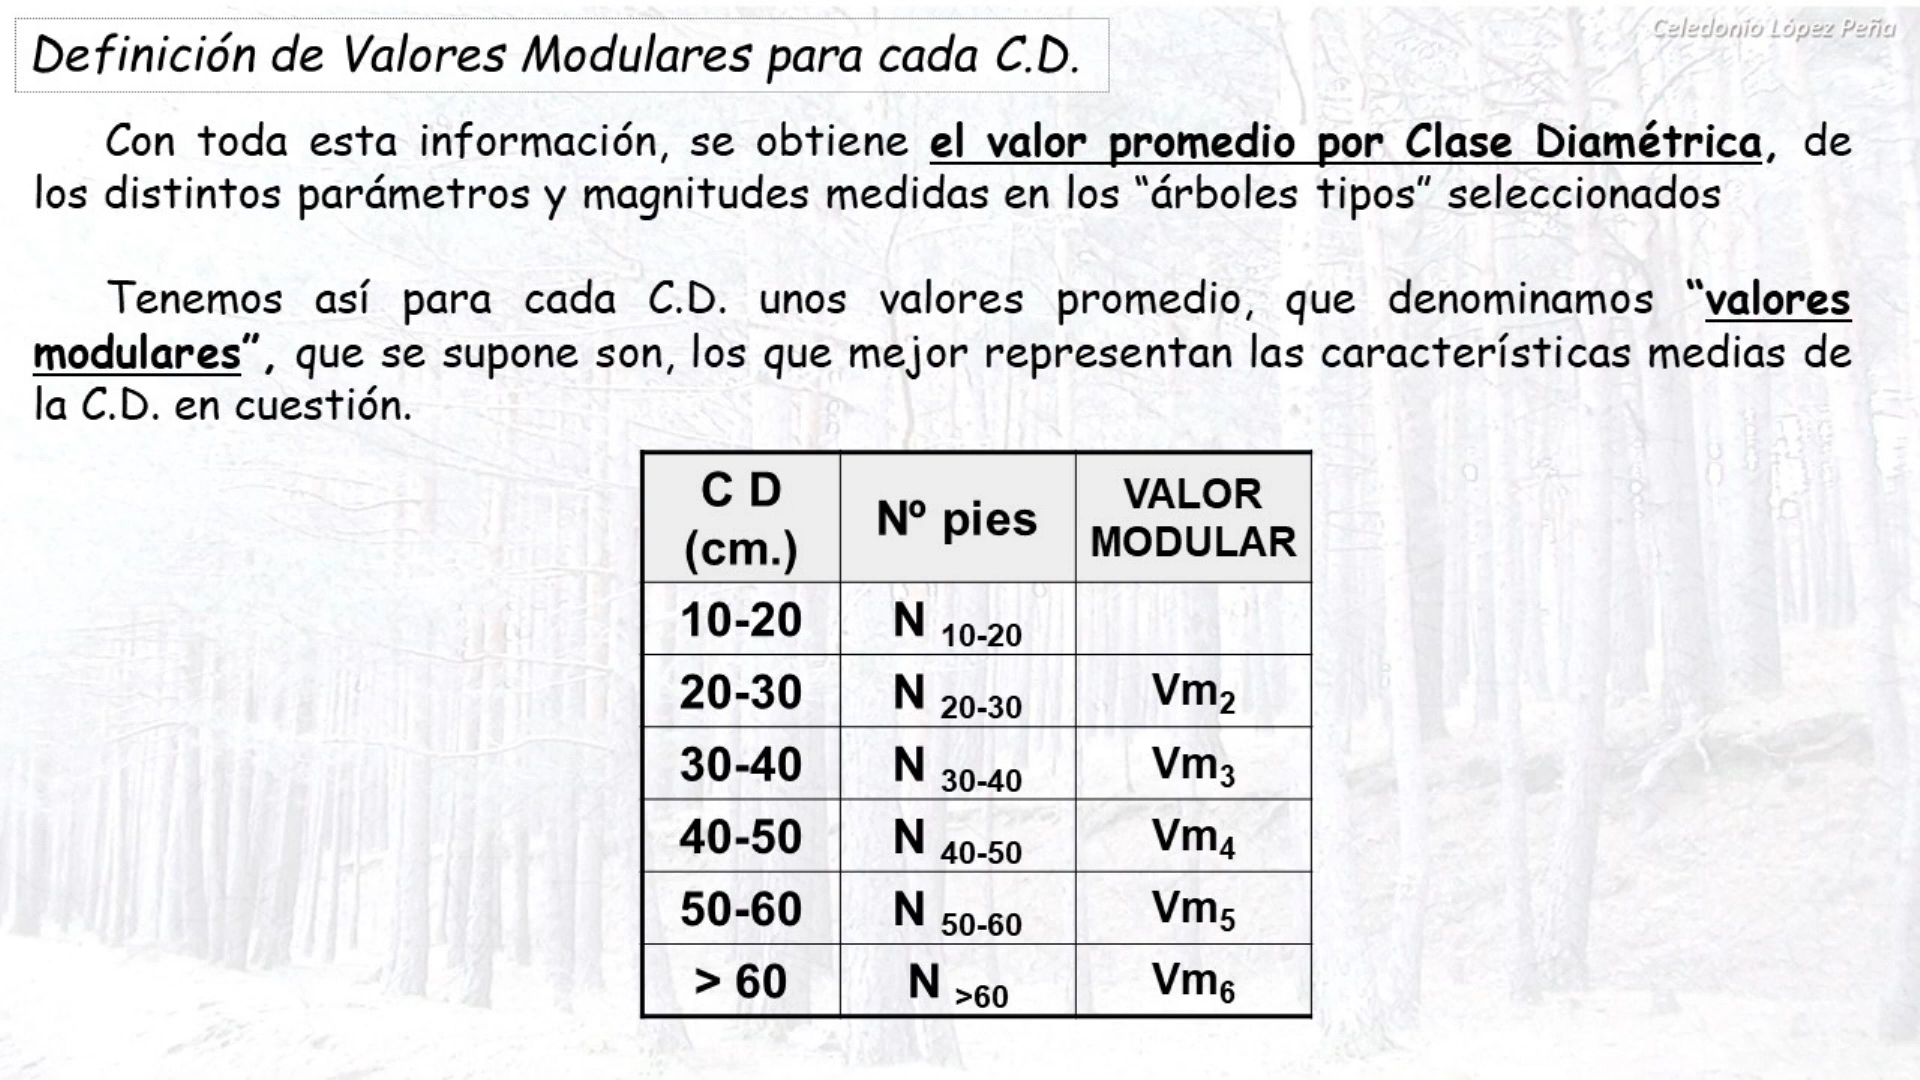 Celedonio López Peña
Definición de Valores Modulares para cada C.D.
Con toda esta información, se obtiene el valor promedio por Clase Diamétrica, de
los distintos parámetros y magnitudes medidas en los “árboles tipos” seleccionados
Tenemos así para cada C.D. unos valores promedio, que denominamos “valores
modulares”, que se supone son, los que mejor representan las características medias de
la C.D. en cuestión.
C D (cm.) Nº pies VALOR MODULAR
10-20 N 10-20
20-30 N 20-30 Vm2
30-40 N 30-40 Vm3
40-50 N 40-50 Vm4
50-60 N 50-60 Vm5
> 60 N >60 Vm6